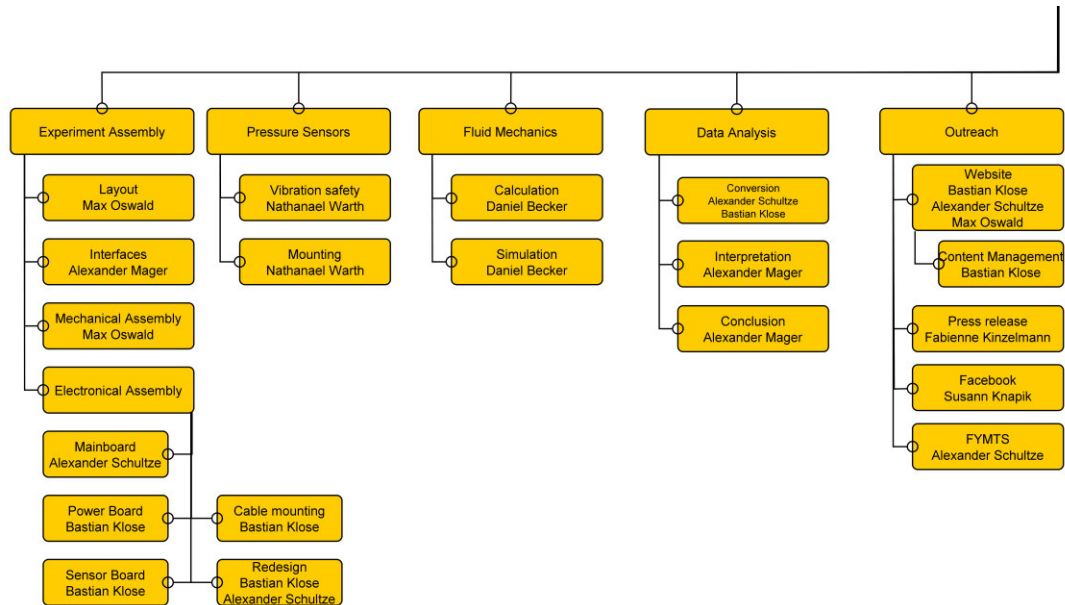 Experiment Assembly
Layout
Max Oswald
Interfaces
Alexander Mager
Mechanical Assembly
Max Oswald
Electronical Assembly
Mainboard
Alexander Schultze
Power Board
Bastian Klose
Sensor Board
Bastian Klose
Cable mounting
Bastian Klose
Redesign
Bastian Klose
Alexander Schultze
Pressure Sensors
Vibration safety
Nathanael Warth
Mounting
Nathanael Warth
Fluid Mechanics
Calculation
Daniel Becker
Simulation
Daniel Becker
Data Analysis
Conversion
Alexander Schultze
Bastian Klose
Interpretation
Alexander Mager
Conclusion
Alexander Mager
Outreach
Website
Bastian Klose
Alexander Schultze
Max Oswald
Content Management
Bastian Klose
Press release
Fabienne Kinzelmann
Facebook
Susann Knapik
FYMTS
Alexander Schultze